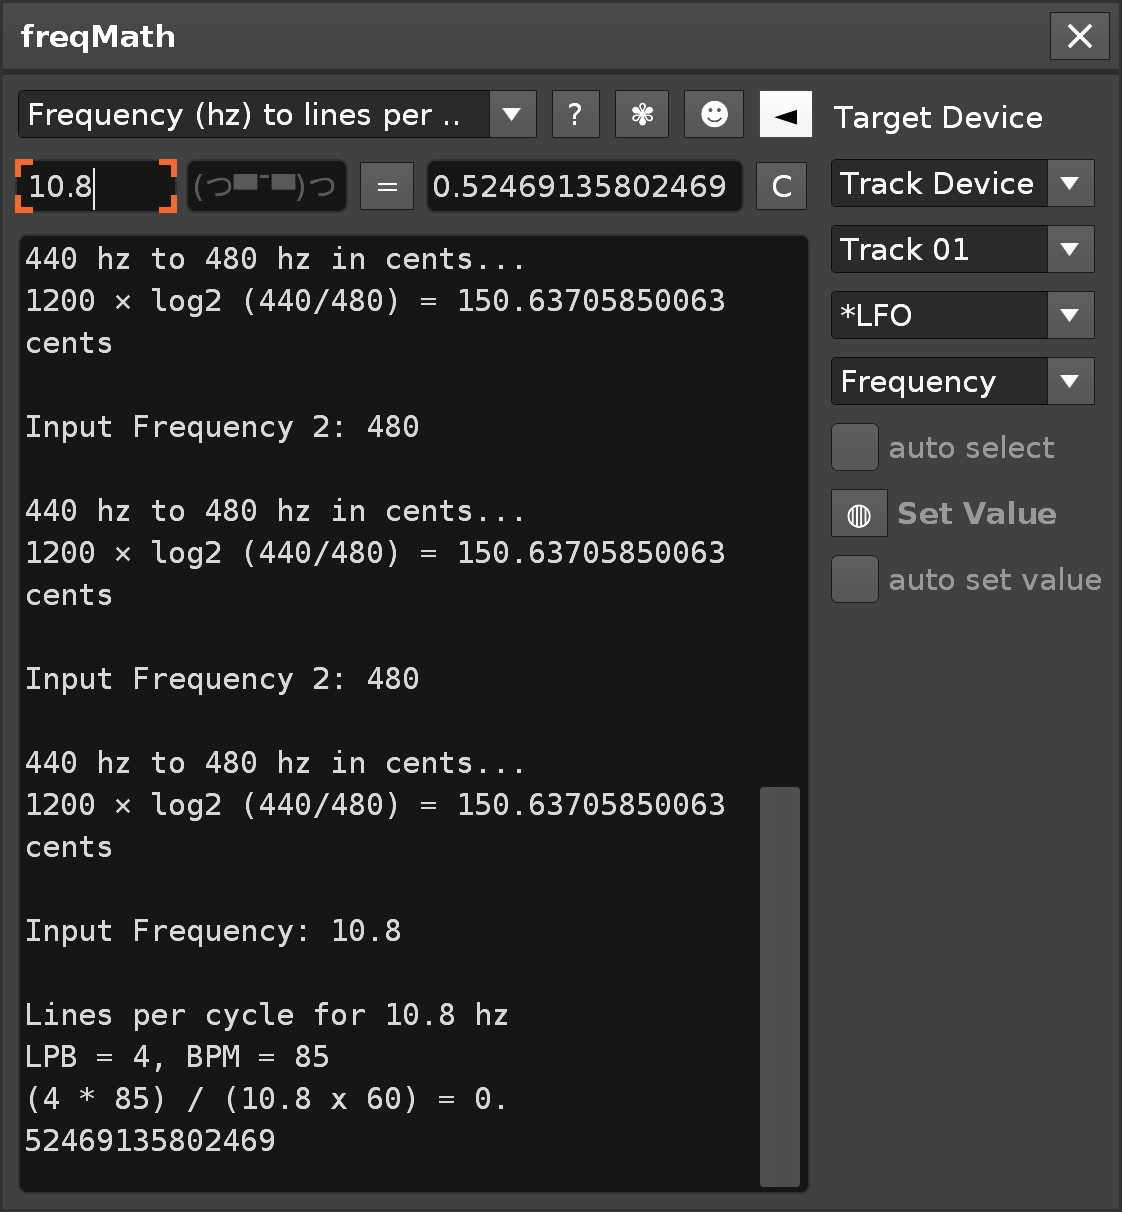 freqMath
Frequency (hz) to lines per ..
?
Target Device
10.8
(つ▀¯▀)つ
=
0.52469135802469
C
Track Device
Track 01
*LFO
Frequency
auto select
Set Value
auto set value
440 hz to 480 hz in cents...
1200 × log2 (440/480) = 150.63705850063
cents
Input Frequency 2: 480
440 hz to 480 hz in cents...
1200 × log2 (440/480) = 150.63705850063
cents
Input Frequency 2: 480
440 hz to 480 hz in cents...
1200 × log2 (440/480) = 150.63705850063
cents
Input Frequency: 10.8
Lines per cycle for 10.8 hz
LPB = 4, BPM = 85
(4 * 85) / (10.8 x 60) = 0.
52469135802469